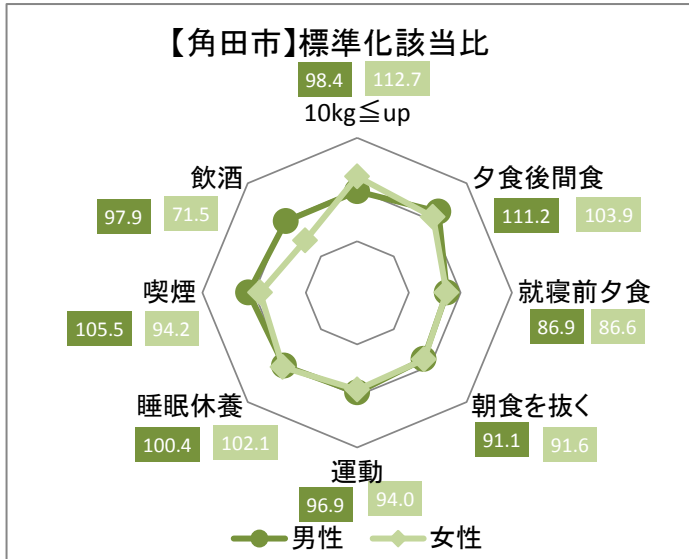 【角田市】標準化該当比
98.4 112.7
10kg≦up
飲酒 夕食後間食
97.9 71.5 111.2 103.9
喫煙 就寝前夕食
105.5 94.2 86.9 86.6
睡眠休養 朝食を抜く
100.4 102.1 91.1 91.6
運動
96.9 94.0
男性 女性